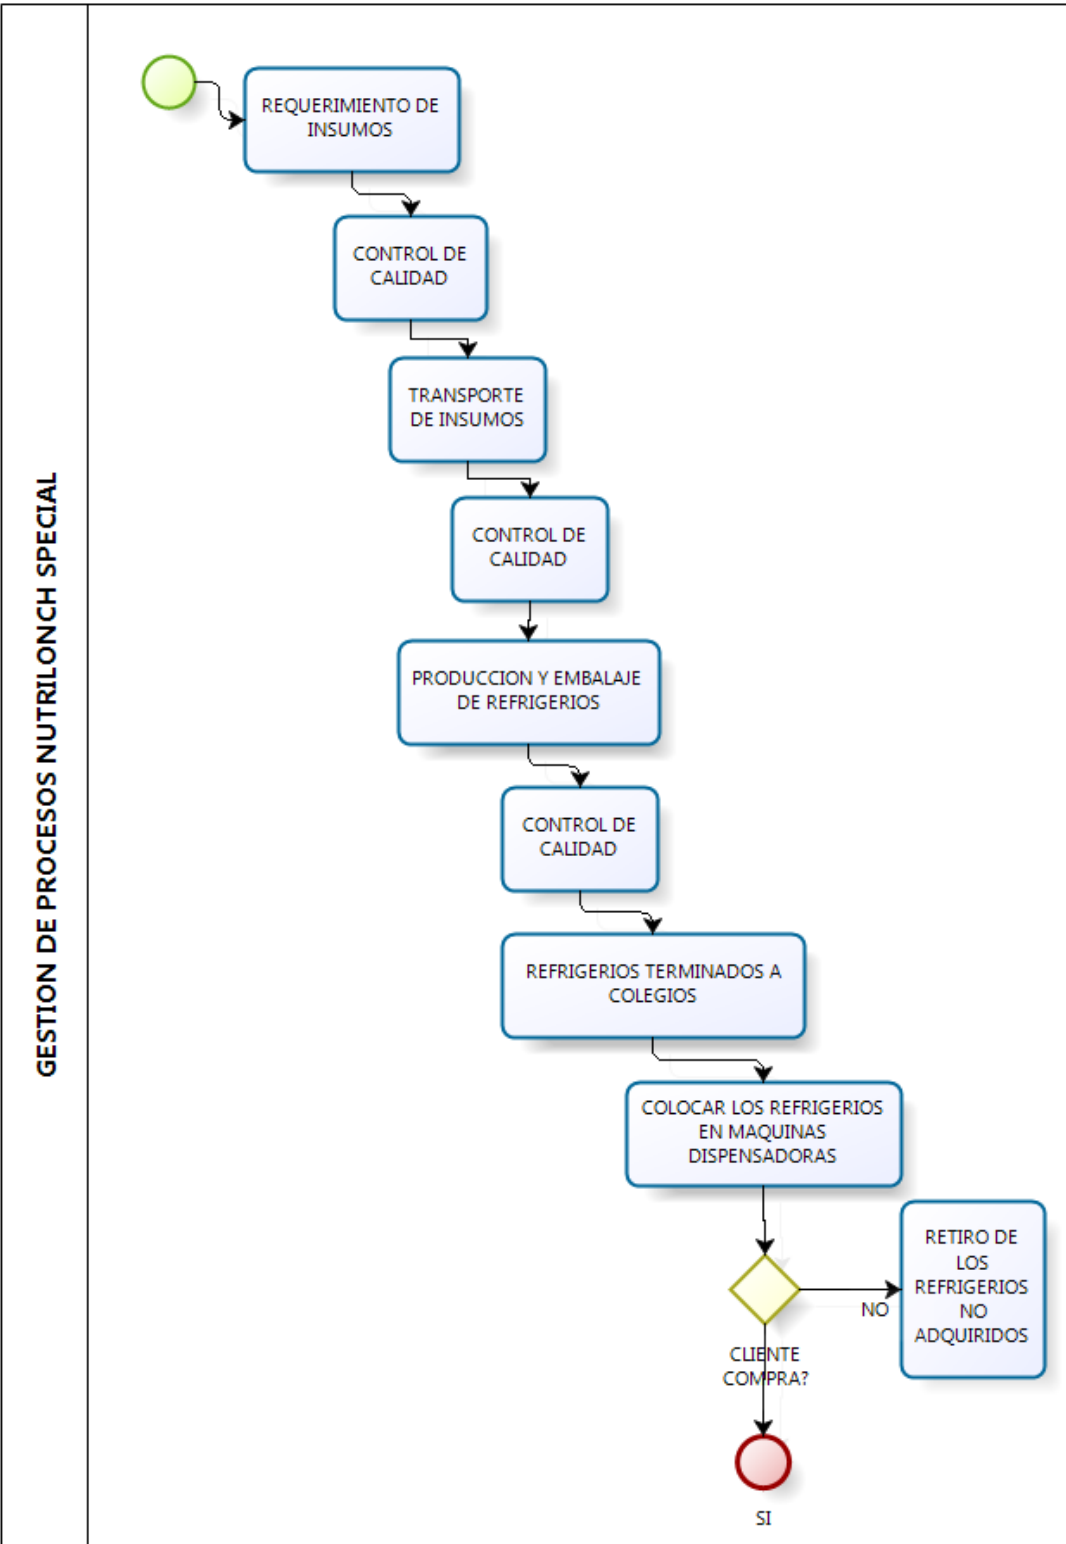 GESTION DE PROCESOS NUTRILONCH SPECIAL
REQUERIMIENTO DE
INSUMOS
CONTROL DE
CALIDAD
TRANSPORTE
DE INSUMOS
CONTROL DE
CALIDAD
PRODUCCION Y EMBALAJE
DE REFRIGERIOS
CONTROL DE
CALIDAD
REFRIGERIOS TERMINADOS A
COLEGIOS
COLOCAR LOS REFRIGERIOS
EN MAQUINAS
DISPENSADORAS
RETIRO DE
LOS
REFRIGERIOS
NO
ADQUIRIDOS
NO
CLIENTE
COMPRA?
SI